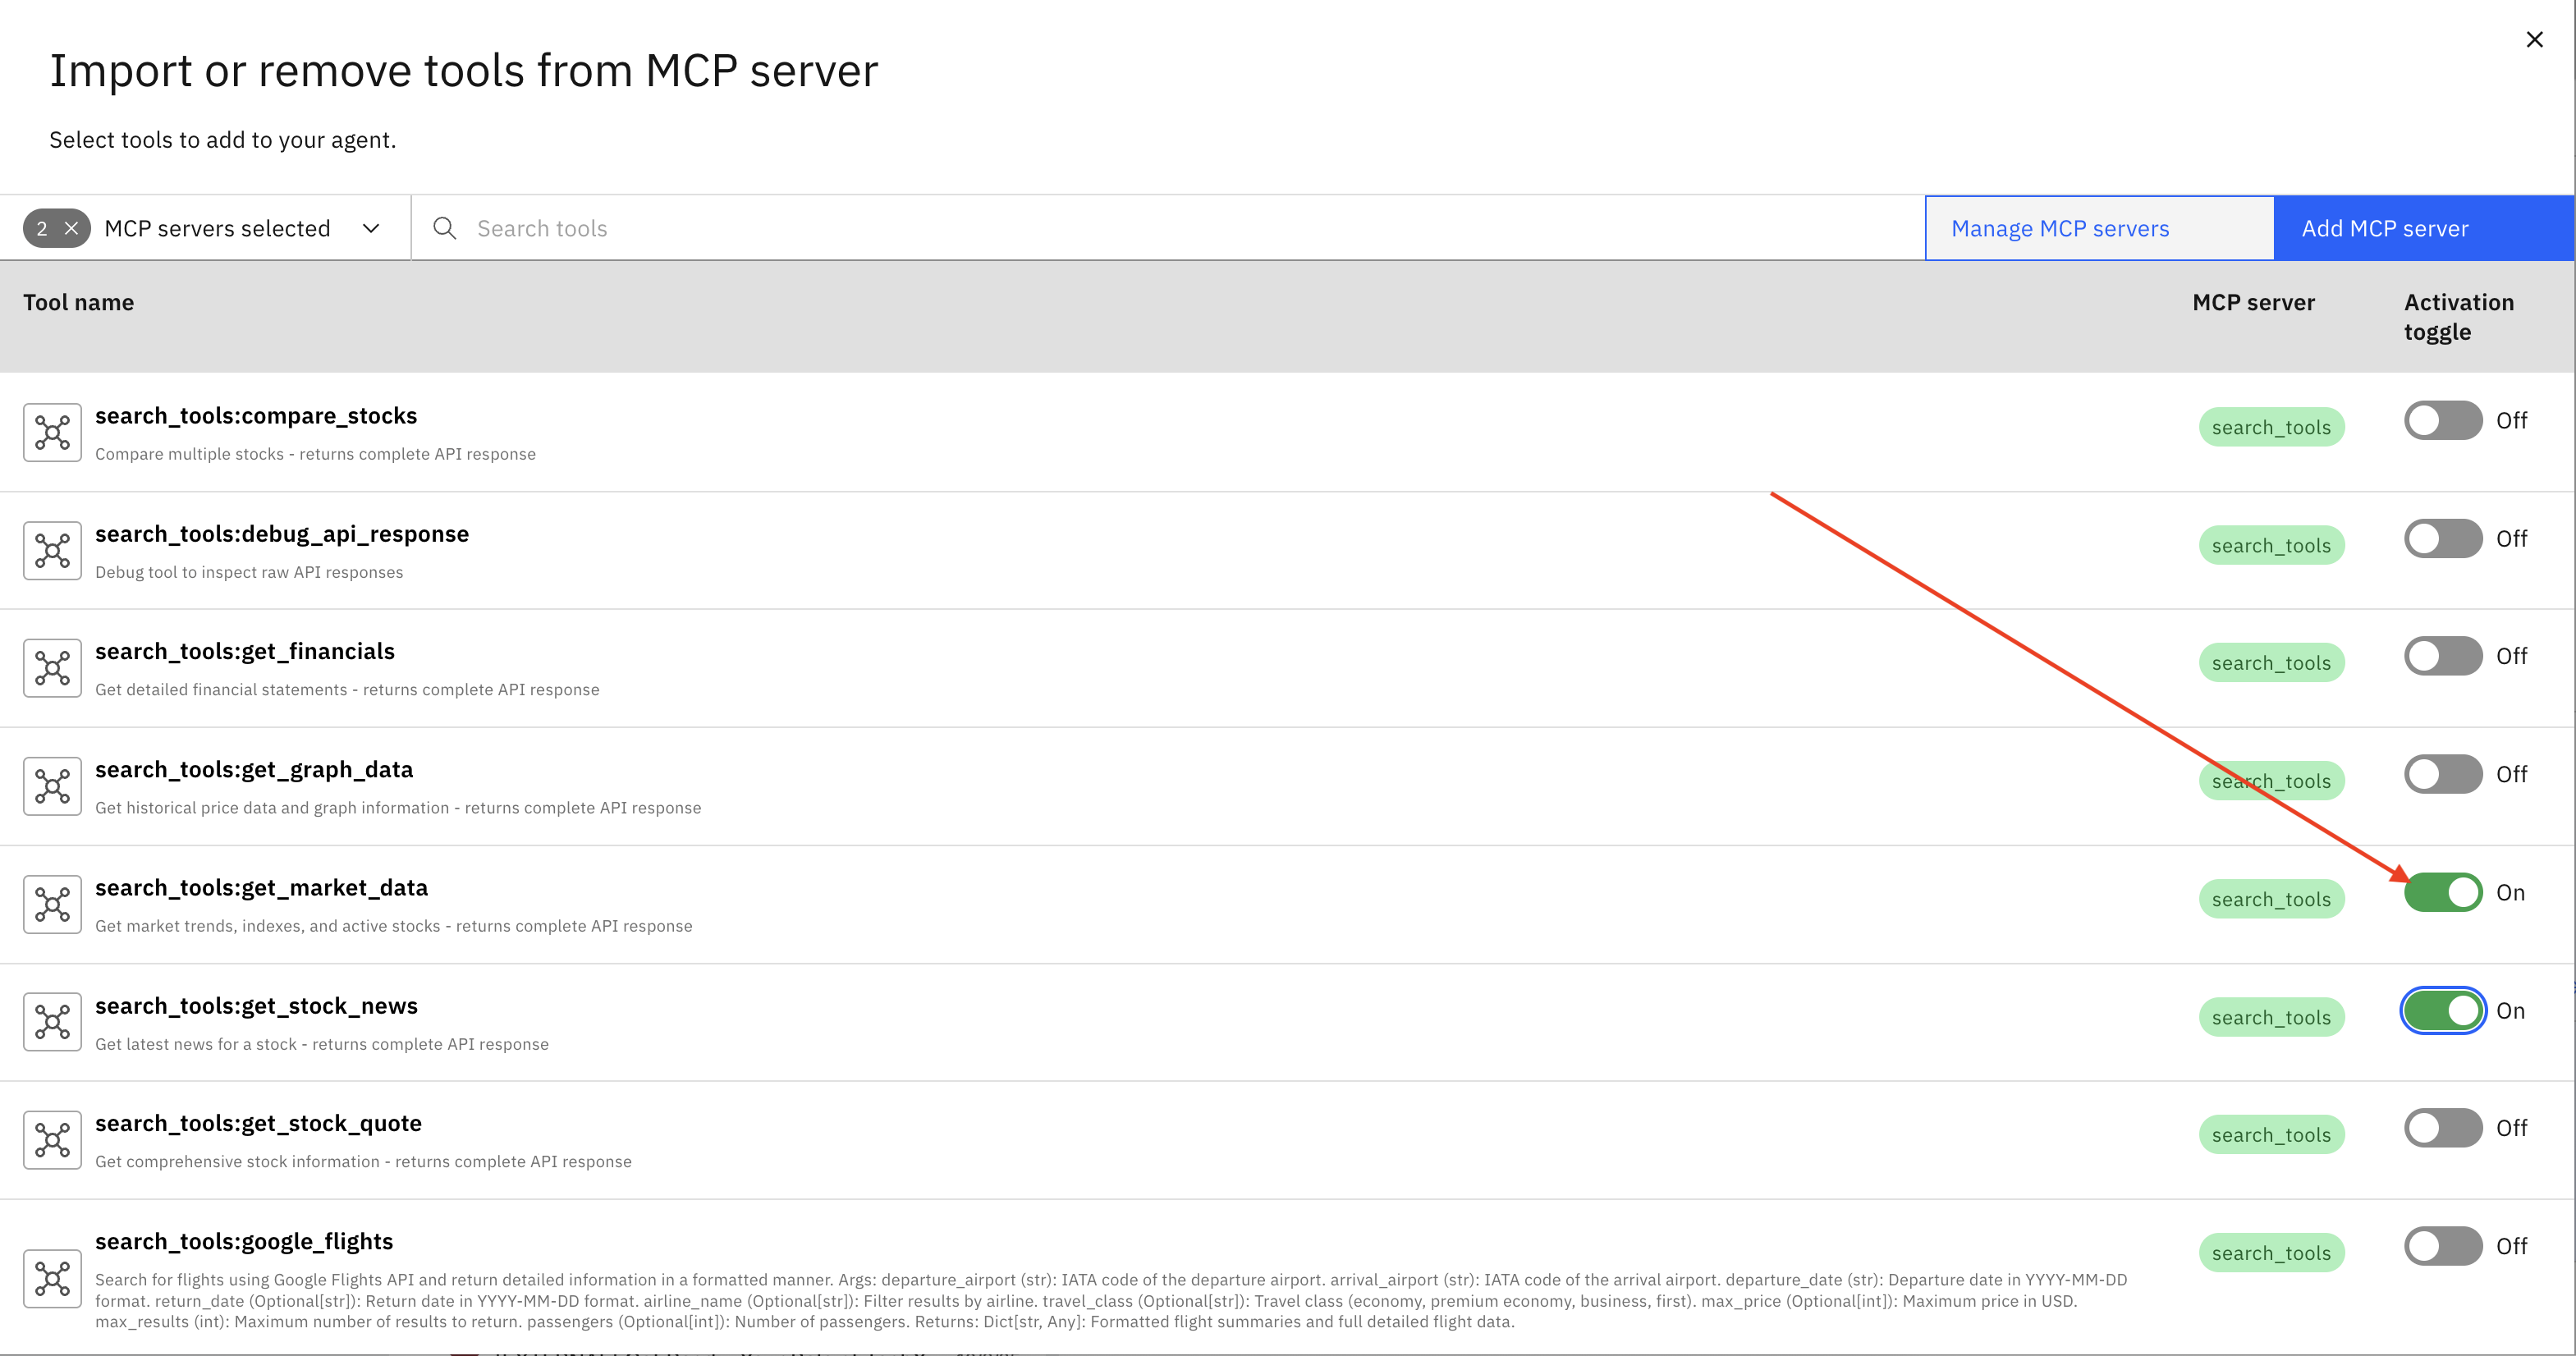 Import or remove tools from MCP server
Select tools to add to your agent.
2 MCP servers selected
Search tools
Manage MCP servers
Add MCP server
Tool name
MCP server
Activation
toggle
search_tools:compare_stocks
Compare multiple stocks - returns complete API response
search_tools
Off
search_tools:debug_api_response
Debug tool to inspect raw API responses
search_tools
Off
search_tools:get_financials
Get detailed financial statements - returns complete API response
search_tools
Off
search_tools:get_graph_data
Get historical price data and graph information - returns complete API response
search_tools
Off
search_tools:get_market_data
Get market trends, indexes, and active stocks - returns complete API response
search_tools
On
search_tools:get_stock_news
Get latest news for a stock - returns complete API response
search_tools
On
search_tools:get_stock_quote
Get comprehensive stock information - returns complete API response
search_tools
Off
search_tools:google_flights
Search for flights using Google Flights API and return detailed information in a formatted manner. Args: departure_airport (str): IATA code of the departure airport. arrival_airport (str): IATA code of the arrival airport. departure_date (str): Departure date in YYYY-MM-DD
format. return_date (Optional[str]): Return date in YYYY-MM-DD format. airline_name (Optional[str]): Filter results by airline. travel_class (Optional[str]): Travel class (economy, premium economy, business, first). max_price (Optional[int]): Maximum price in USD.
max_results (int): Maximum number of results to return. passengers (Optional[int]): Number of passengers. Returns: Dict[str, Any]: Formatted flight summaries and full detailed flight data.
search_tools
Off